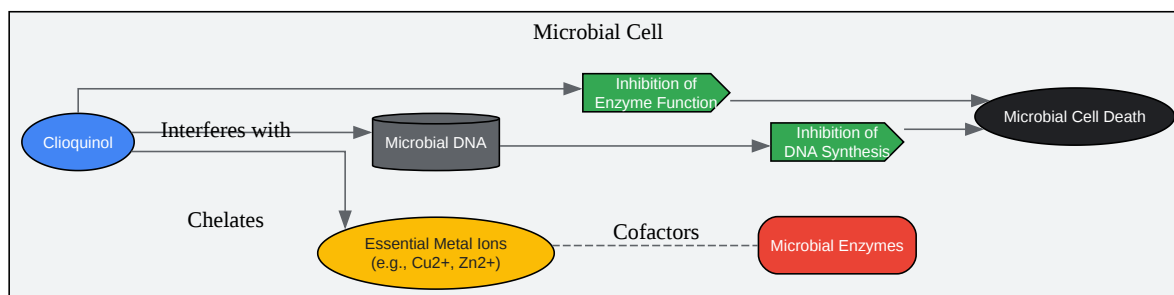 Microbial Cell
Inhibition of
Enzyme Function
Microbial Cell Death
Clioquinol
Interferes with
Microbial DNA
Inhibition of
DNA Synthesis
Chelates
Essential Metal Ions
(e.g., Cu2+, Zn2+)
Cofactors
Microbial Enzymes